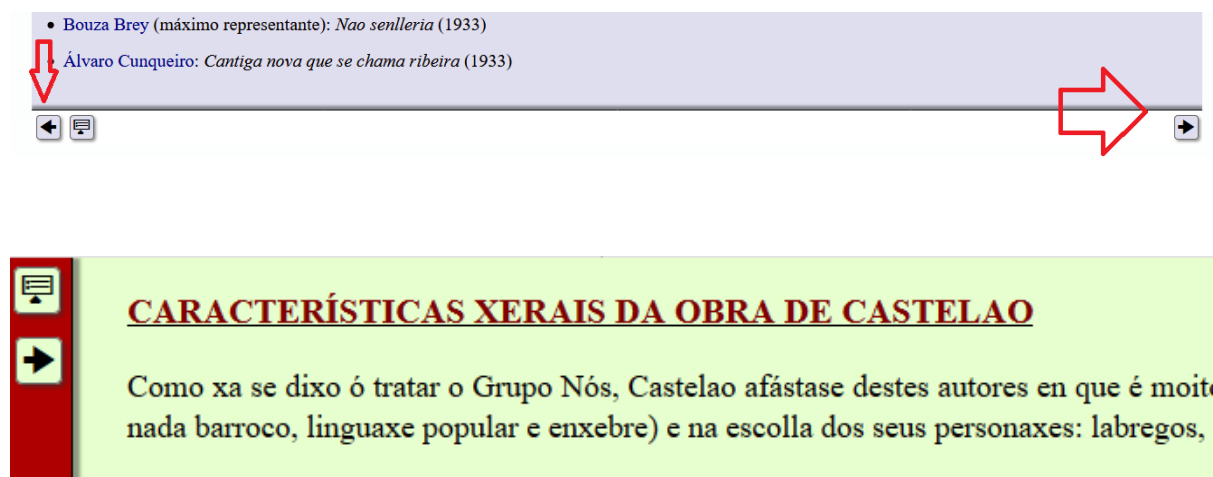 Bouza Brey (máximo representante): Nao senlleria (1933)
Álvaro Cunqueiro: Cantiga nova que se chama ribeira (1933)
CARACTERÍSTICAS XERAIS DA OBRA DE CASTELAO
Como xa se dixo ó tratar o Grupo Nós, Castelao afástase destes autores en que é moito
nada barroco, linguaxe popular e enxebre) e na escolla dos seus personaxes: labregos,